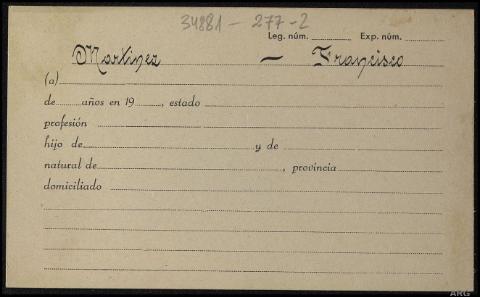 34881 - 277-2
Leg. núm. Exp. núm.
Martinez — Francisco
(a)
de años en 19 , estado
profesión
hijo de y de
natural de , provincia
domiciliado
ARG